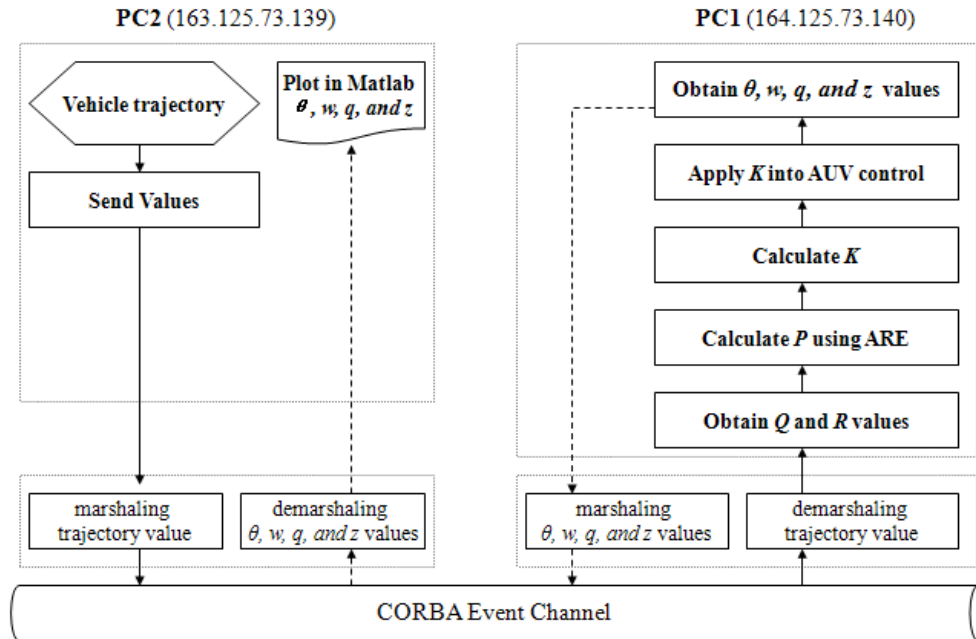 PC2 (163.125.73.139)
Vehicle trajectory
Send Values
Plot in Matlab
θ, w, q, and z
marshaling
trajectory value
demarshaling
θ, w, q, and z values
PC1 (164.125.73.140)
Obtain θ, w, q, and z values
Apply K into AUV control
Calculate K
Calculate P using ARE
Obtain Q and R values
marshaling
θ, w, q, and z values
demarshaling
trajectory value
CORBA Event Channel